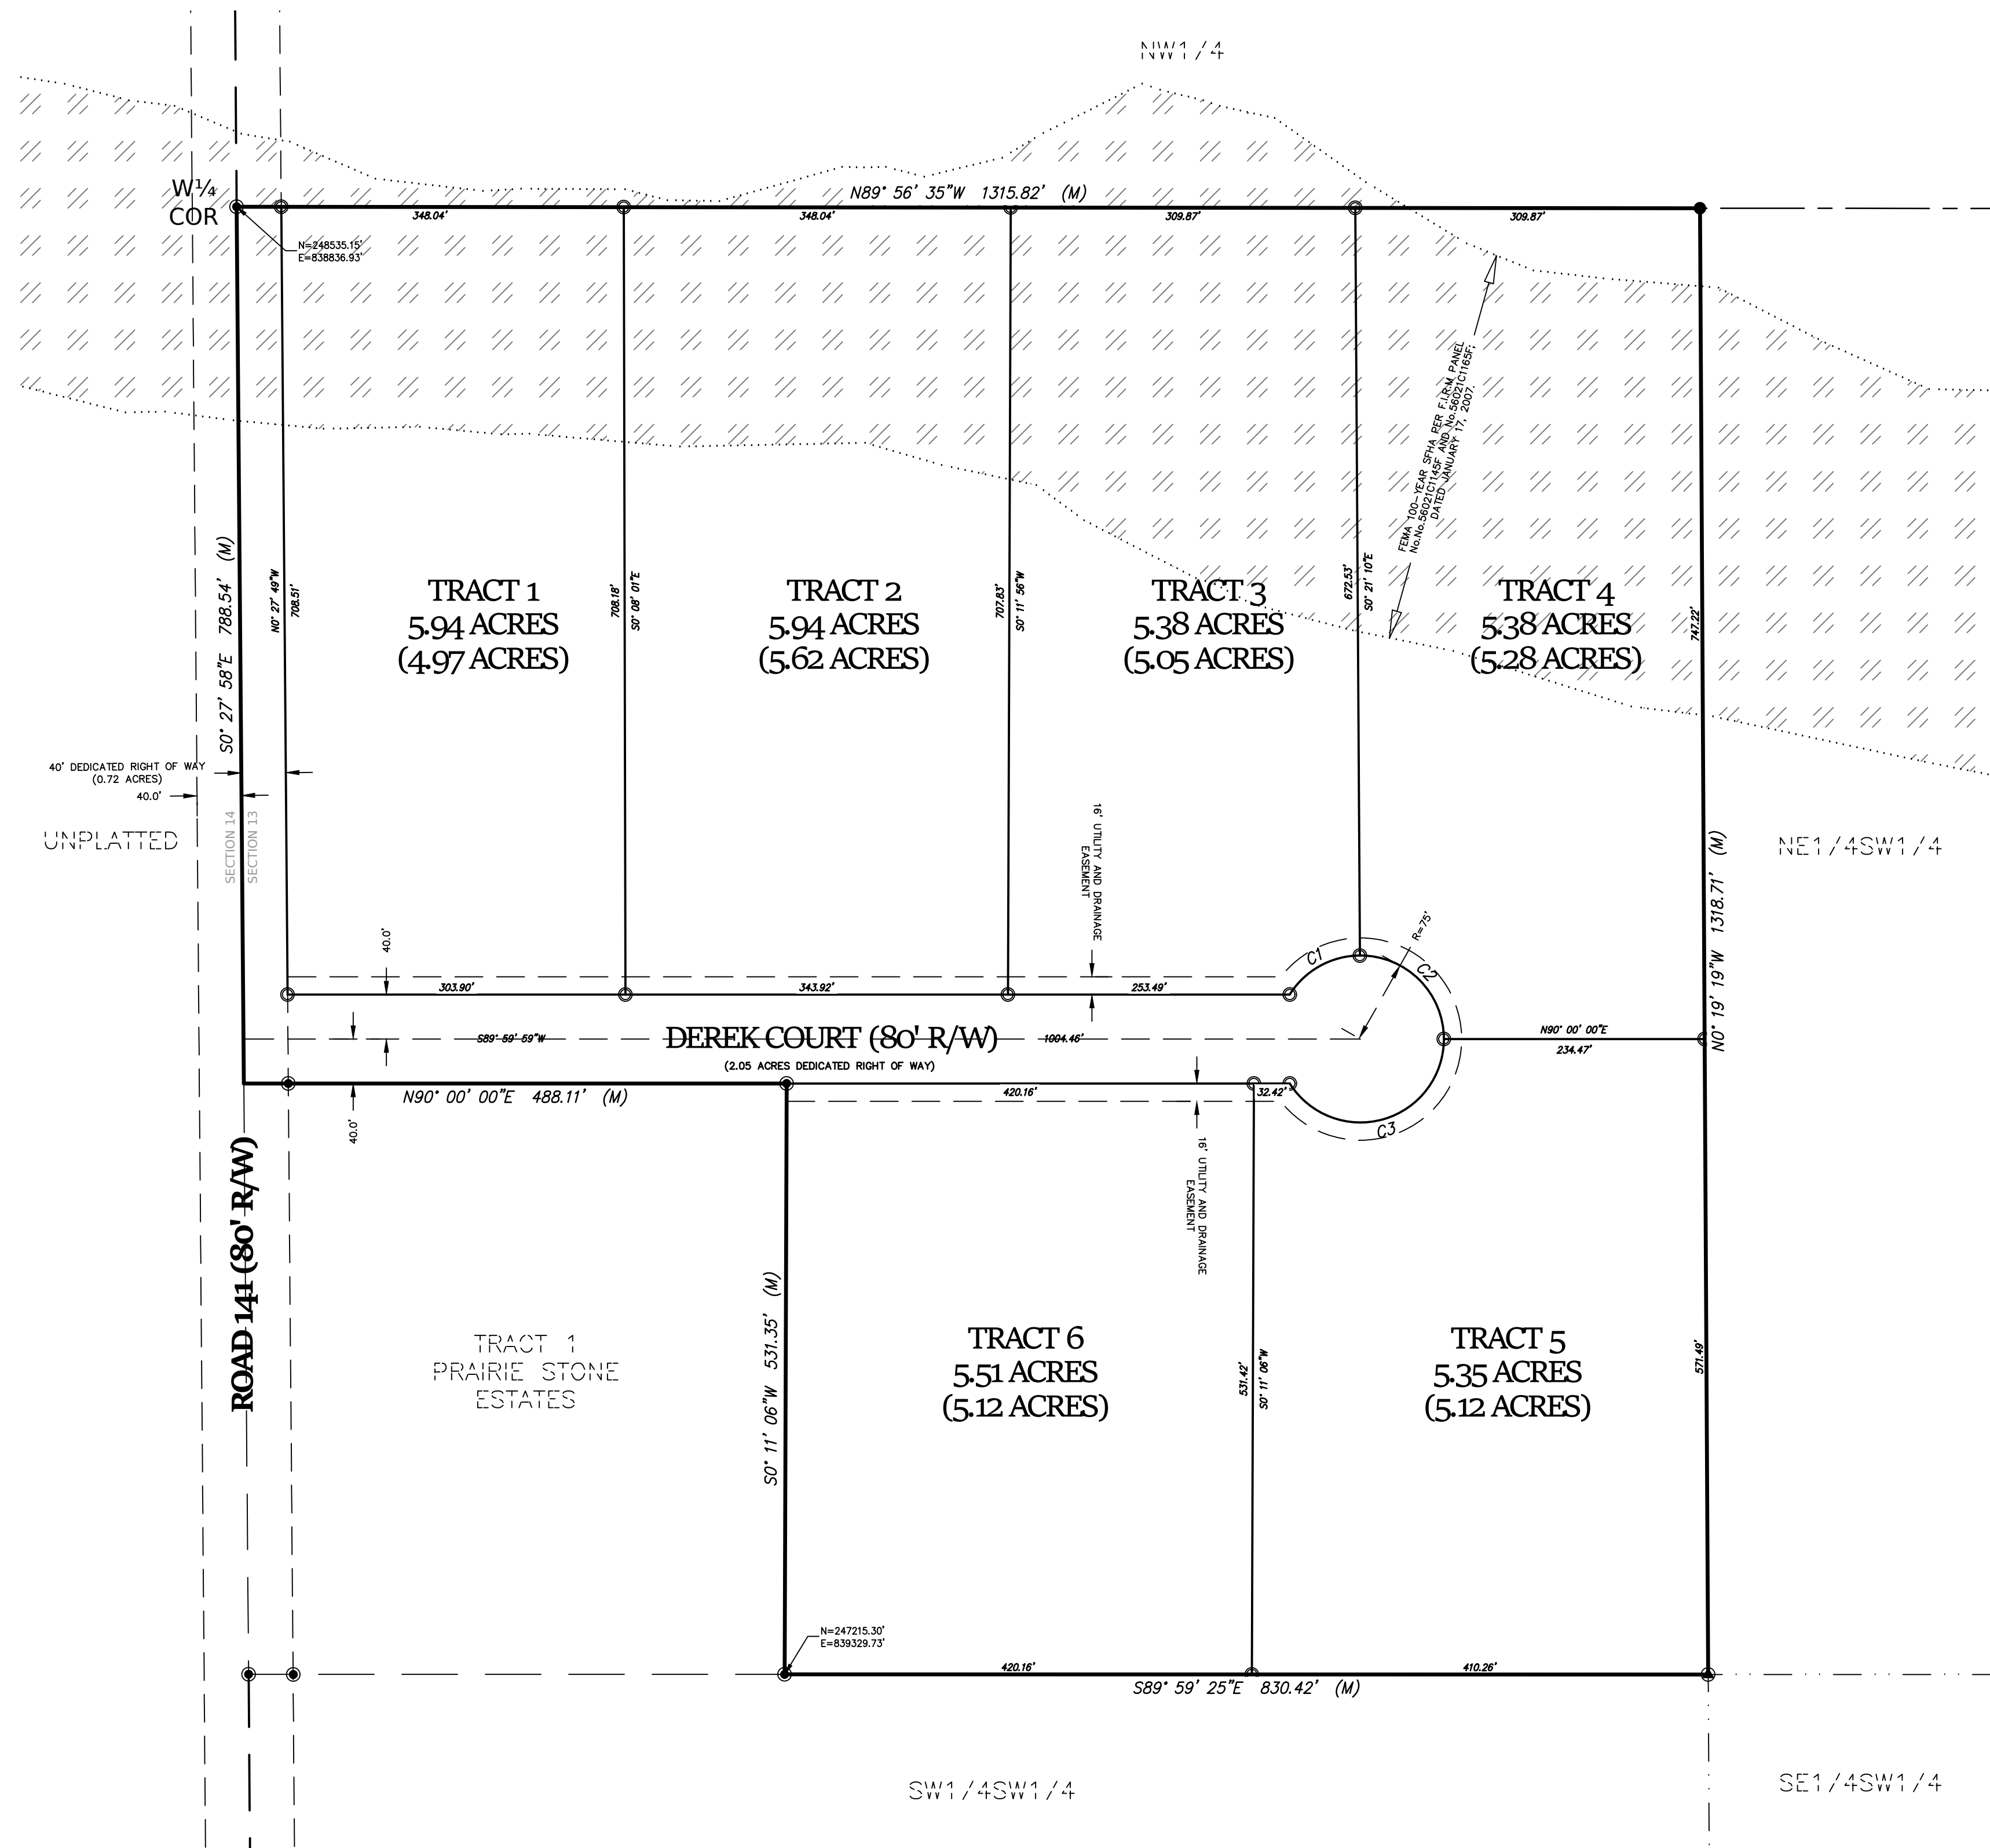 NW1/4
W¼
COR
N89° 56' 35"W 1315.82' (M)
348.04'
348.04'
309.87'
309.87'
N=248535.15'
E=838836.93'
FEMA 100-YEAR SFHA PER F.I.R.M. PANEL
No.No.56021C1145F AND No.56021C1165F;
DATED JANUARY 17, 2007.
S0° 27' 58"E 788.54' (M)
N0° 27' 49"W
708.51'
TRACT 1
5.94 ACRES
(4.97 ACRES)
708.18'
S0° 08' 01"E
TRACT 2
5.94 ACRES
(5.62 ACRES)
707.83'
S0° 11' 56"W
TRACT 3
5.38 ACRES
(5.05 ACRES)
672.53'
S0° 21' 10"E
TRACT 4
5.38 ACRES
(5.28 ACRES)
747.22'
40' DEDICATED RIGHT OF WAY
(0.72 ACRES)
40.0'
UNPLATTED
SECTION 14
SECTION 13
NE1/4SW1/4
N0° 19' 19"W 1318.71' (M)
16' UTILITY AND DRAINAGE
EASEMENT
40.0'
R=75'
C1
C2
303.90'
343.92'
253.49'
S89° 59' 59"W
DEREK COURT (80' R/W)
1004.46'
(2.05 ACRES DEDICATED RIGHT OF WAY)
N90° 00' 00"E
234.47'
N90° 00' 00"E 488.11' (M)
420.16'
32.42'
C3
40.0'
16' UTILITY AND DRAINAGE
EASEMENT
ROAD 141 (80' R/W)
TRACT 1
PRAIRIE STONE
ESTATES
S0° 11' 06"W 531.35' (M)
TRACT 6
5.51 ACRES
(5.12 ACRES)
531.42'
S0° 11' 06"W
TRACT 5
5.35 ACRES
(5.12 ACRES)
571.49'
N=247215.30'
E=839329.73'
420.16'
410.26'
S89° 59' 25"E 830.42' (M)
SW1/4SW1/4
SE1/4SW1/4